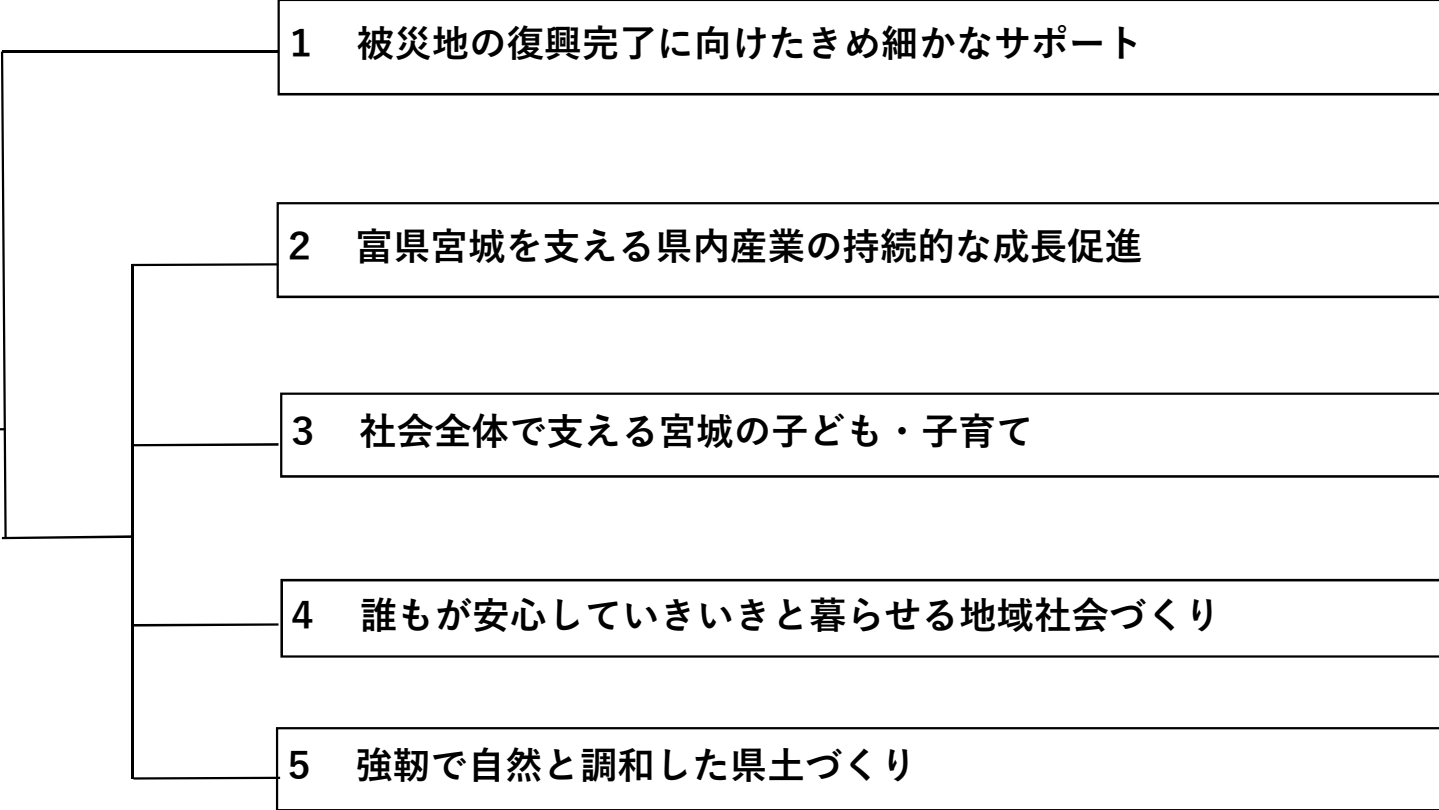 1　被災地の復興完了に向けたきめ細かなサポート
2　富県宮城を支える県内産業の持続的な成長促進
3　社会全体で支える宮城の子ども・子育て
4　誰もが安心していきいきと暮らせる地域社会づくり
5　強靭で自然と調和した県土づくり